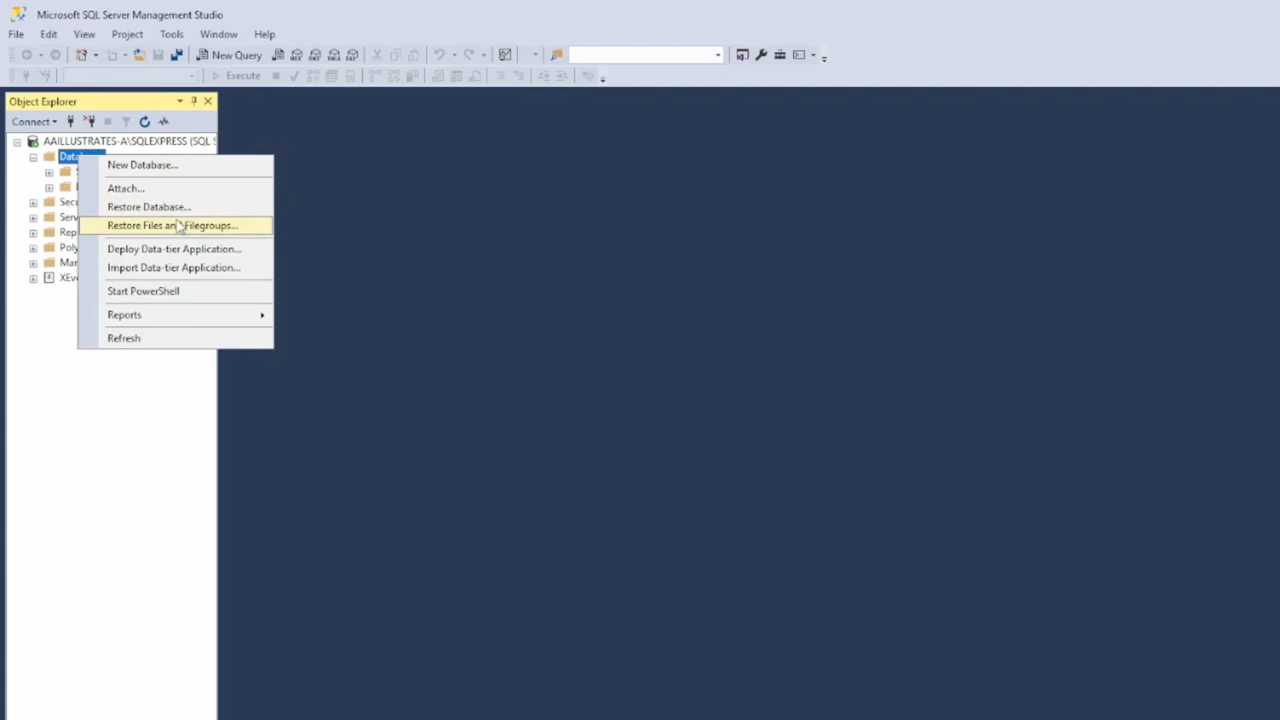 Microsoft SQL Server Management Studio
File Edit View Project Tools Window Help
New Query
Execute
Object Explorer
Connect
AAILLUSTRATES-A\SQLEXPRESS (SQL S
New Database...
Attach...
Restore Database...
Restore Files an Filegroups...
Deploy Data-tier Application...
Import Data-tier Application...
Start PowerShell
Reports
Refresh